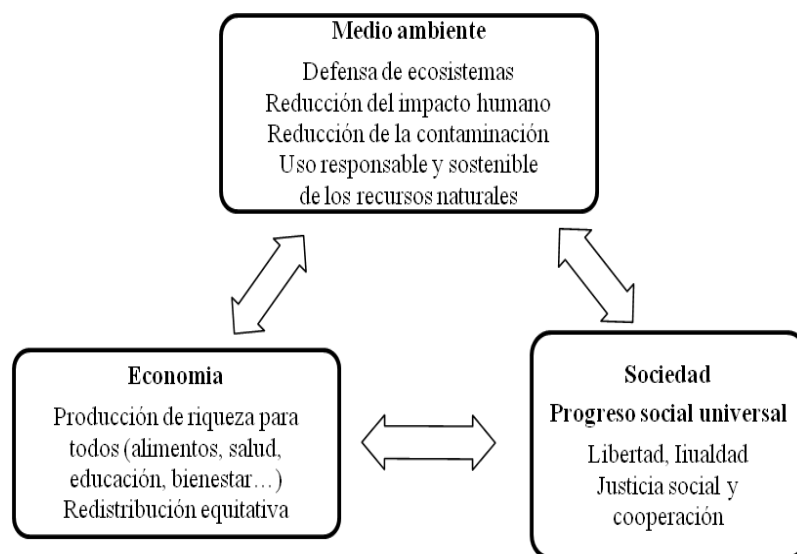 Medio ambiente
Defensa de ecosistemas
Reducción del impacto humano
Reducción de la contaminación
Uso responsable y sostenible
de los recursos naturales
Economia
Producción de riqueza para
todos (alimentos, salud,
educación, bienestar…)
Redistribución equitativa
Sociedad
Progreso social universal
Libertad, Iiualdad
Justicia social y
cooperación